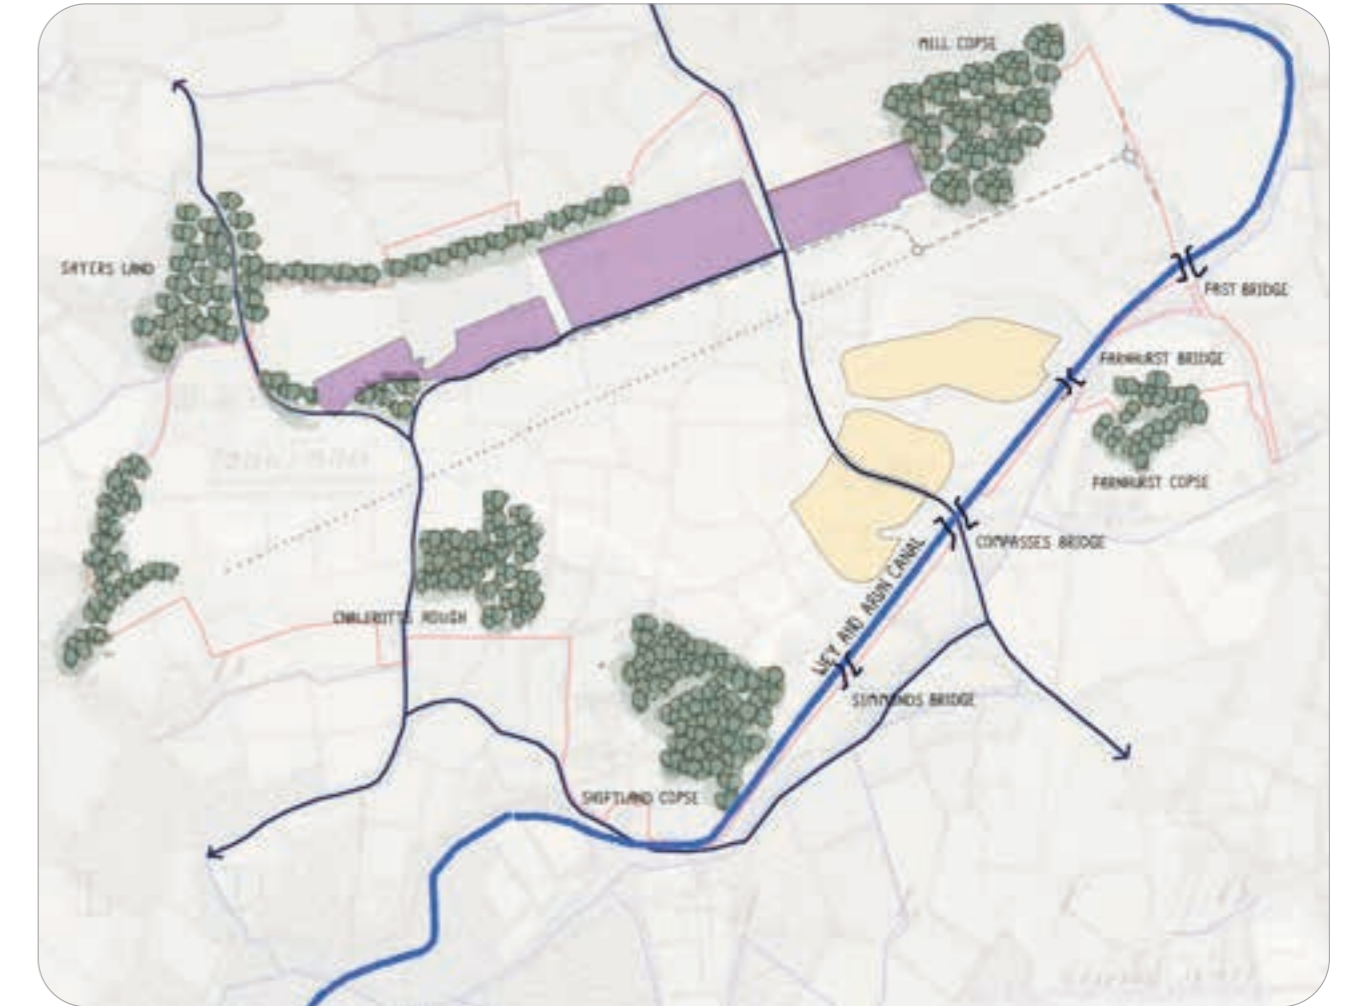 MILL COPSE
SAYERS LAND
FAST BRIDGE
FARNHURST BRIDGE
FARNHURST COPSE
COMPASSES BRIDGE
WEY AND ARUN CANAL
ROUGH
SIMMONDS BRIDGE
COPSE